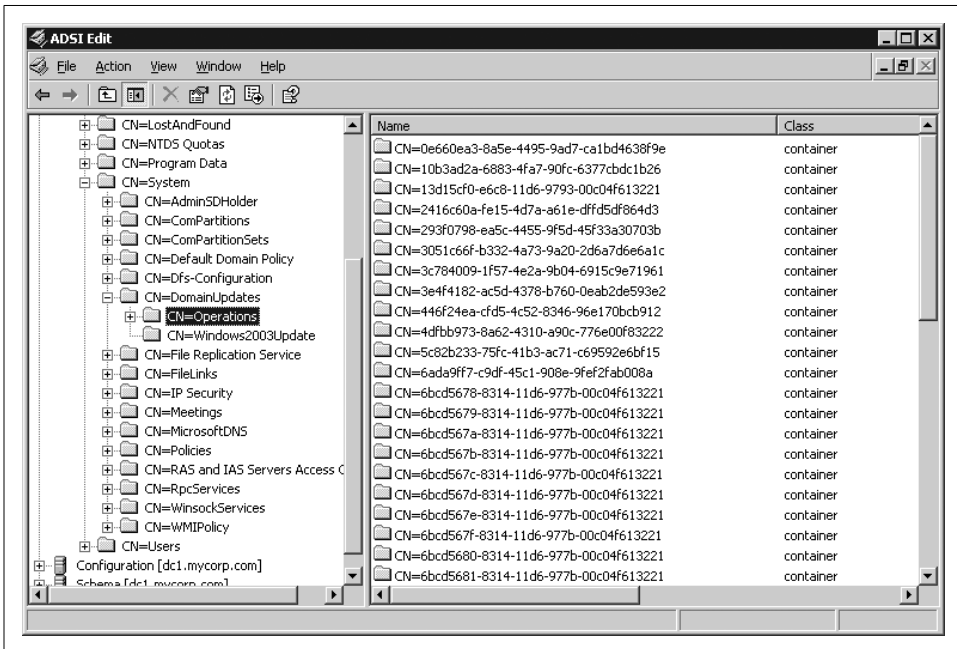 ADSI Edit
File Action View Window Help
CN=LostAndFound
CN=NTDS Quotas
CN=Program Data
CN=System
CN=AdminSDHolder
CN=ComPartitions
CN=ComPartitionSets
CN=Default Domain Policy
CN=Dfs-Configuration
CN=DomainUpdates
CN=Operations
CN=Windows2003Update
CN=File Replication Service
CN=FileLinks
CN=IP Security
CN=Meetings
CN=MicrosoftDNS
CN=Policies
CN=RAS and IAS Servers Access
CN=RpcServices
CN=WinsockServices
CN=WMIPolicy
CN=Users
Configuration [dc1.mycorp.com]
Schema [dc1.mycorp.com]
Name Class
CN=0e660ea3-8a5e-4495-9ad7-ca1bd4638f9e container
CN=10b3ad2a-6883-4fa7-90fc-6377cbdc1b26 container
CN=13d15cf0-e6c8-11d6-9793-00c04f613221 container
CN=2416c60a-fe15-4d7a-a61e-dffd5df864d3 container
CN=293f0798-ea5c-4455-9f5d-45f33a30703b container
CN=3051c66f-b332-4a73-9a20-2d6a7d6e6a1c container
CN=3c784009-1f57-4e2a-9b04-6915c9e71961 container
CN=3e4f4182-ac5d-4378-b760-0eab2de593e2 container
CN=446f24ea-cfd5-4c52-8346-96e170bcb912 container
CN=4dfbb973-8a62-4310-a90c-776e00f83222 container
CN=5c82b233-75fc-41b3-ac71-c69592e6bf15 container
CN=6ada9ff7-c9df-45c1-908e-9fef2fab008a container
CN=6bcd5678-8314-11d6-977b-00c04f613221 container
CN=6bcd5679-8314-11d6-977b-00c04f613221 container
CN=6bcd567a-8314-11d6-977b-00c04f613221 container
CN=6bcd567b-8314-11d6-977b-00c04f613221 container
CN=6bcd567c-8314-11d6-977b-00c04f613221 container
CN=6bcd567d-8314-11d6-977b-00c04f613221 container
CN=6bcd567e-8314-11d6-977b-00c04f613221 container
CN=6bcd567f-8314-11d6-977b-00c04f613221 container
CN=6bcd5680-8314-11d6-977b-00c04f613221 container
CN=6bcd5681-8314-11d6-977b-00c04f613221 container